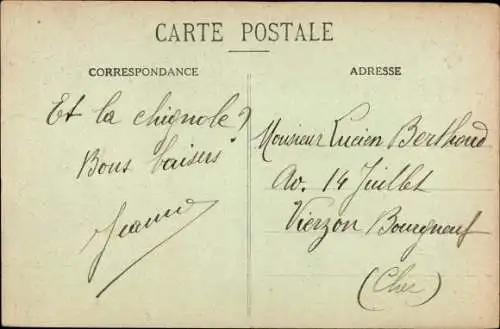 CARTE POSTALE
CORRESPONDANCE
ADRESSE
Et la chignole?
Bons baisers
Jeanne
Monsieur Lucien Berthoud
Av. 14 Juillet
Vierzon Bourgneuf
(Cher)